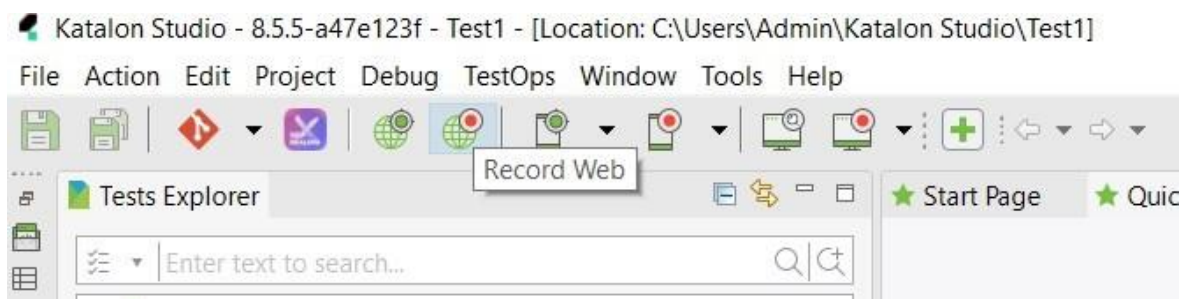 Katalon Studio - 8.5.5-a47e123f - Test1 - [Location: C:\Users\Admin\Katalon Studio\Test1]
File Action Edit Project Debug TestOps Window Tools Help
Record Web
Tests Explorer
Start Page
Quic
Enter text to search...